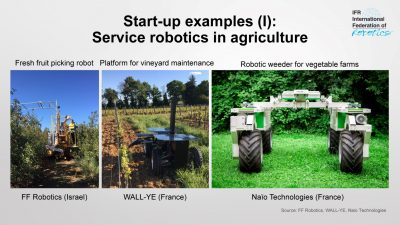 Start-up examples (I):
Service robotics in agriculture
IFR
International
Federation of
Robotics
Fresh fruit picking robot
Platform for vineyard maintenance
Robotic weeder for vegetable farms
FF Robotics (Israel)
WALL-YE (France)
Naïo Technologies (France)
Source: FF Robotics, WALL-YE, Naïo Technologies